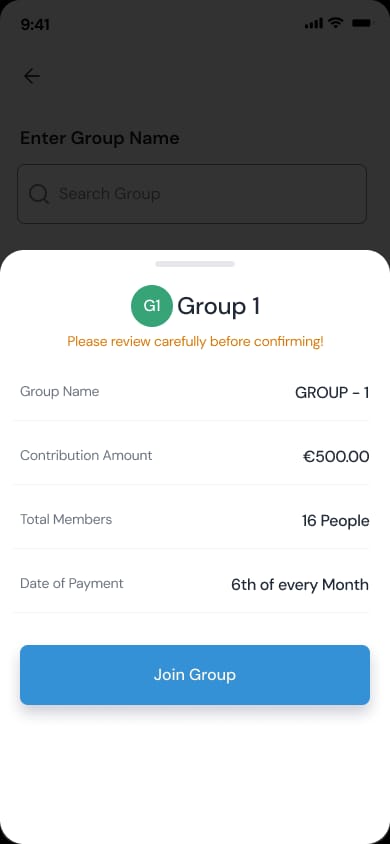 9:41
Enter Group Name
Search Group
G1 Group 1
Please review carefully before confirming!
Group Name GROUP - 1
Contribution Amount €500.00
Total Members 16 People
Date of Payment 6th of every Month
Join Group